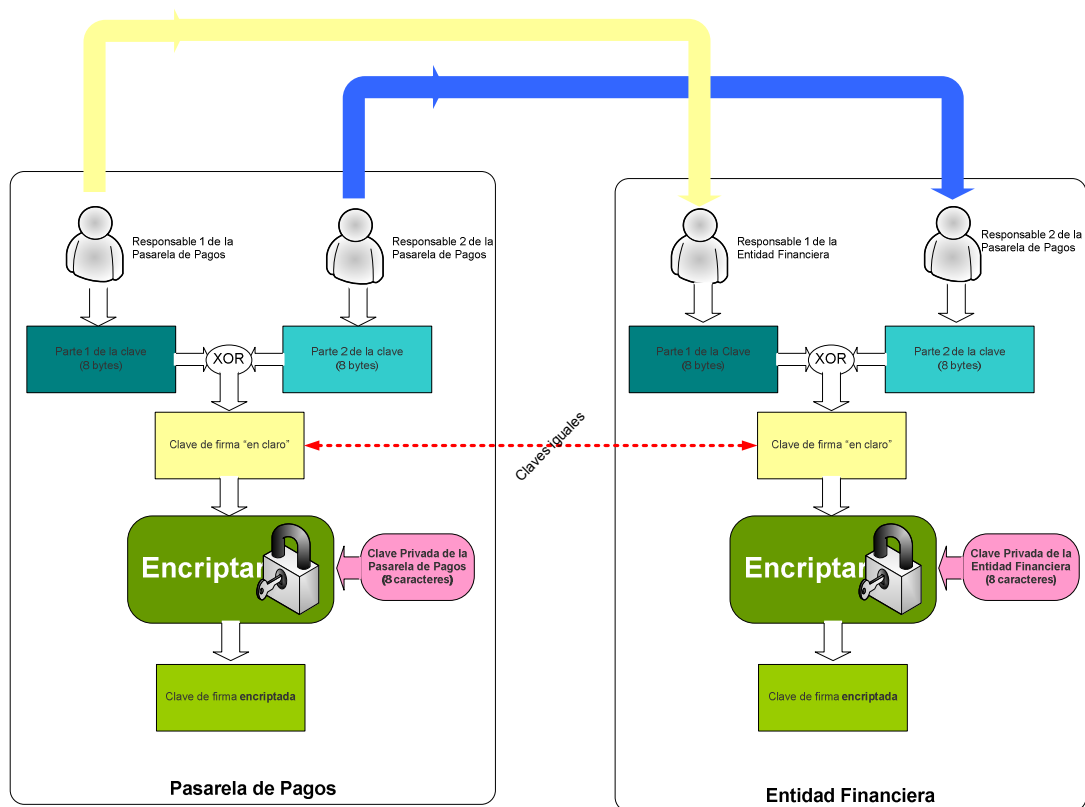 Responsable 1 de la
Pasarela de Pagos
Responsable 2 de la
Pasarela de Pagos
Parte 1 de la clave
(8 bytes)
XOR
Parte 2 de la clave
(8 bytes)
Clave de firma “en claro”
Encriptar
Clave Privada de la
Pasarela de Pagos
(8 caracteres)
Clave de firma encriptada
Pasarela de Pagos
Claves iguales
Responsable 1 de la
Entidad Financiera
Responsable 2 de la
Pasarela de Pagos
Parte 1 de la Clave
(8 bytes)
XOR
Parte 2 de la clave
(8 bytes)
Clave de firma “en claro”
Encriptar
Clave Privada de la
Entidad Financiera
(8 caracteres)
Clave de firma encriptada
Entidad Financiera